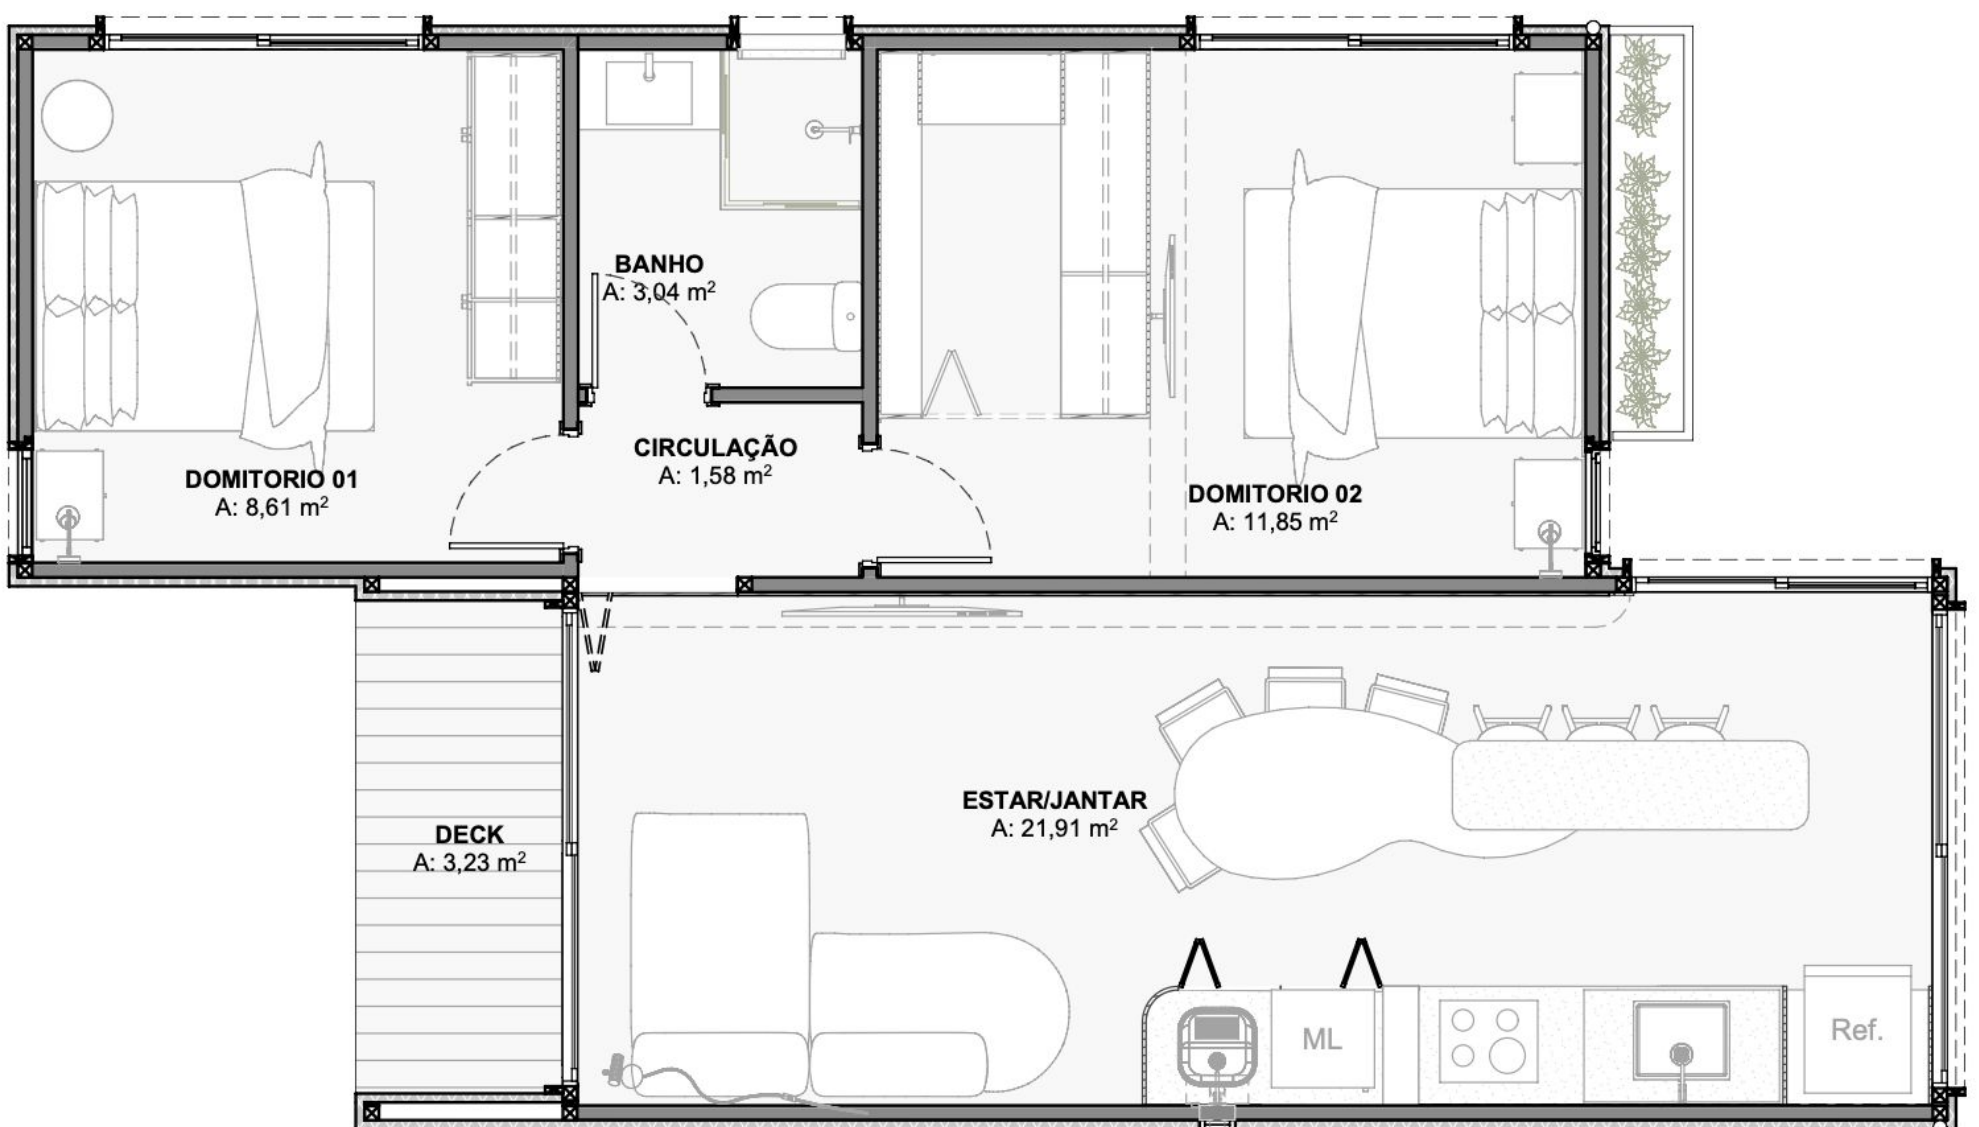 BANHO
A: 3,04 m²
CIRCULAÇÃO
A: 1,58 m²
DOMITORIO 01
A: 8,61 m²
DOMITORIO 02
A: 11,85 m²
ESTAR/JANTAR
A: 21,91 m²
DECK
A: 3,23 m²
ML
Ref.